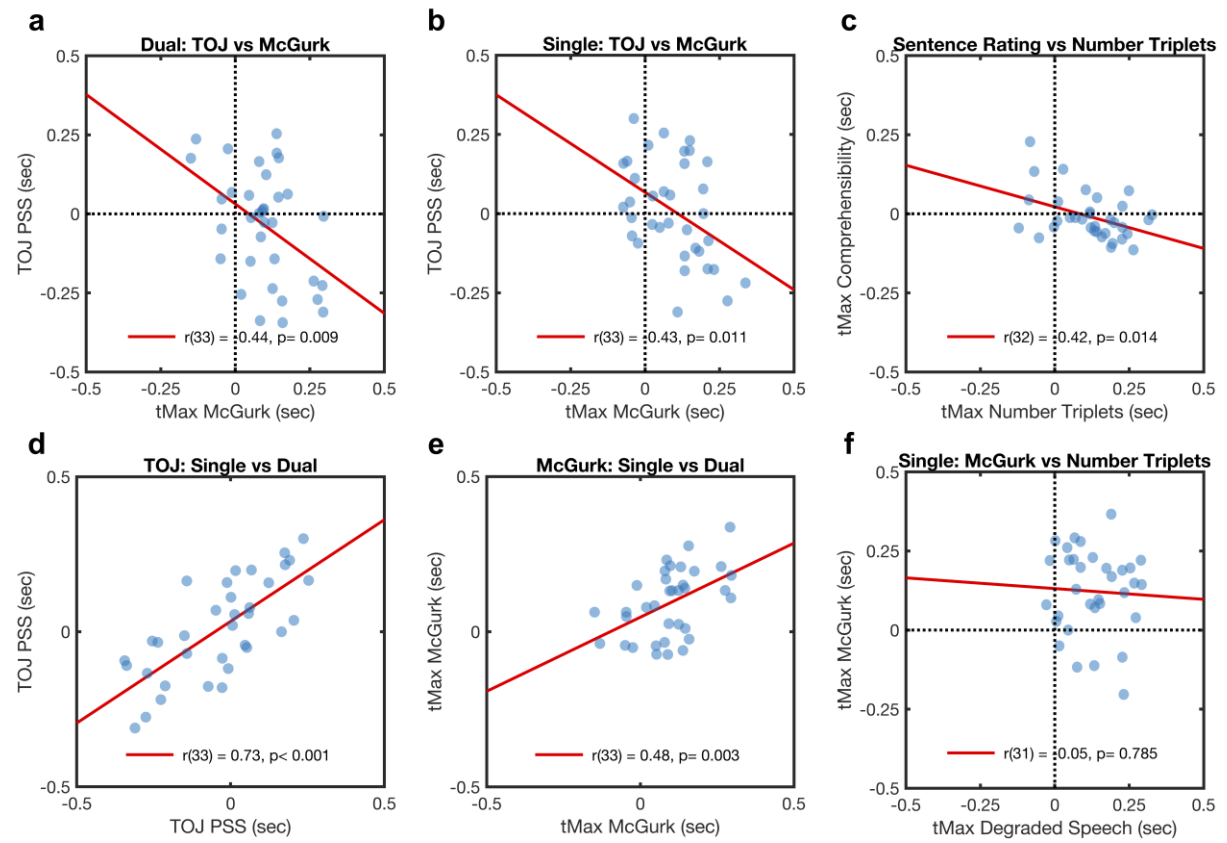 a
Dual: TOJ vs McGurk
0.5
0.25
0
-0.25
-0.5
TOJ PSS (sec)
r(33) = -0.44, p= 0.009
-0.5 -0.25 0 0.25 0.5
tMax McGurk (sec)
b
Single: TOJ vs McGurk
0.5
0.25
0
-0.25
-0.5
TOJ PSS (sec)
r(33) = -0.43, p= 0.011
-0.5 -0.25 0 0.25 0.5
tMax McGurk (sec)
c
Sentence Rating vs Number Triplets
0.5
0.25
0
-0.25
-0.5
tMax Comprehensibility (sec)
r(32) = -0.42, p= 0.014
-0.5 -0.25 0 0.25 0.5
tMax Number Triplets (sec)
d
TOJ: Single vs Dual
0.5
0
-0.5
TOJ PSS (sec)
r(33) = 0.73, p< 0.001
-0.5 0 0.5
TOJ PSS (sec)
e
McGurk: Single vs Dual
0.5
0
-0.5
tMax McGurk (sec)
r(33) = 0.48, p= 0.003
-0.5 0 0.5
tMax McGurk (sec)
f
Single: McGurk vs Number Triplets
0.5
0.25
0
-0.25
-0.5
tMax McGurk (sec)
r(31) = -0.05, p= 0.785
-0.5 -0.25 0 0.25 0.5
tMax Degraded Speech (sec)